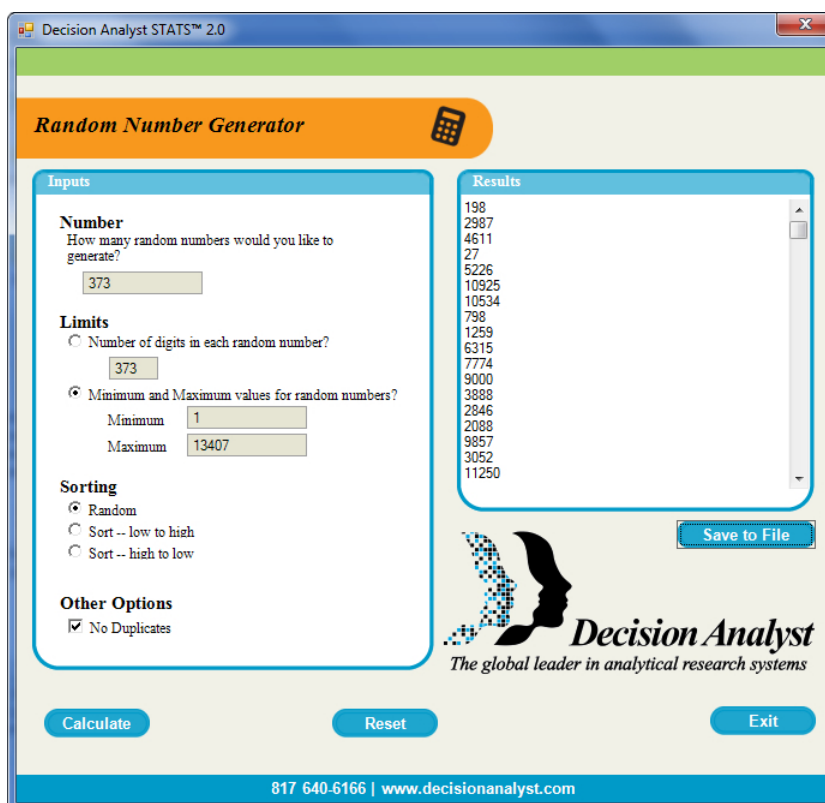 Decision Analyst STATS™ 2.0
X
Random Number Generator
Inputs
Number
How many random numbers would you like to
generate?
373
Limits
Number of digits in each random number?
373
Minimum and Maximum values for random numbers?
Minimum 1
Maximum 13407
Sorting
Random
Sort -- low to high
Sort -- high to low
Other Options
No Duplicates
Results
198
2987
4611
27
5226
10925
10534
798
1259
6315
7774
9000
3888
2846
2088
9857
3052
11250
Save to File
Decision Analyst
The global leader in analytical research systems
Calculate
Reset
Exit
817 640-6166 | www.decisionanalyst.com